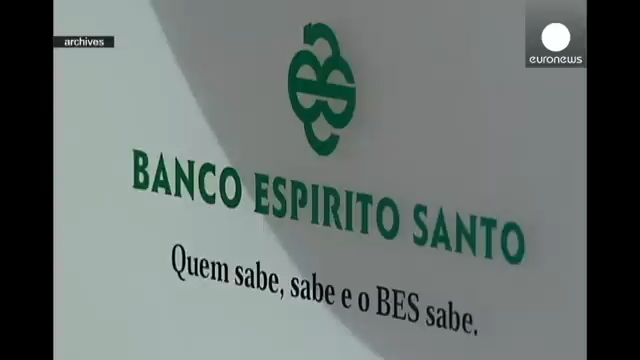 archives
euronews
BANCO ESPIRITO SANTO
Quem sabe, sabe e o BES sabe.